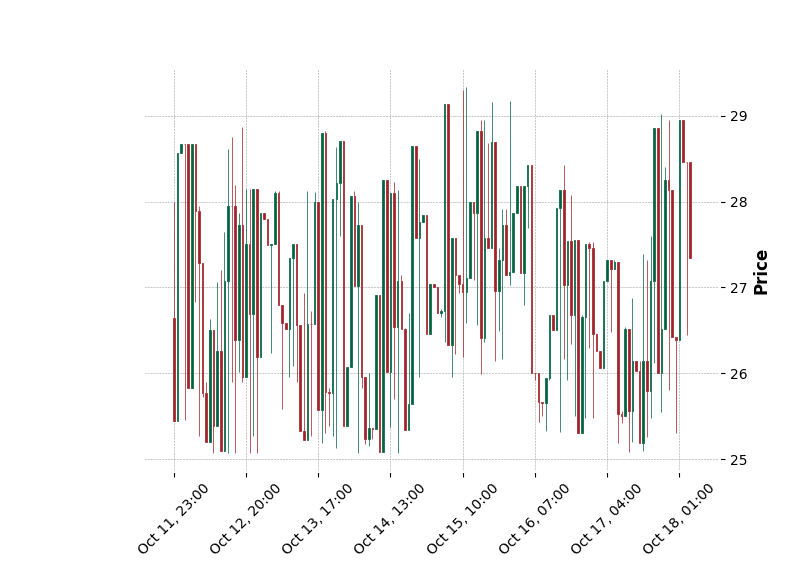 29
28
27
26
25
Price
Oct 11, 23:00
Oct 12, 20:00
Oct 13, 17:00
Oct 14, 13:00
Oct 15, 10:00
Oct 16, 07:00
Oct 17, 04:00
Oct 18, 01:00